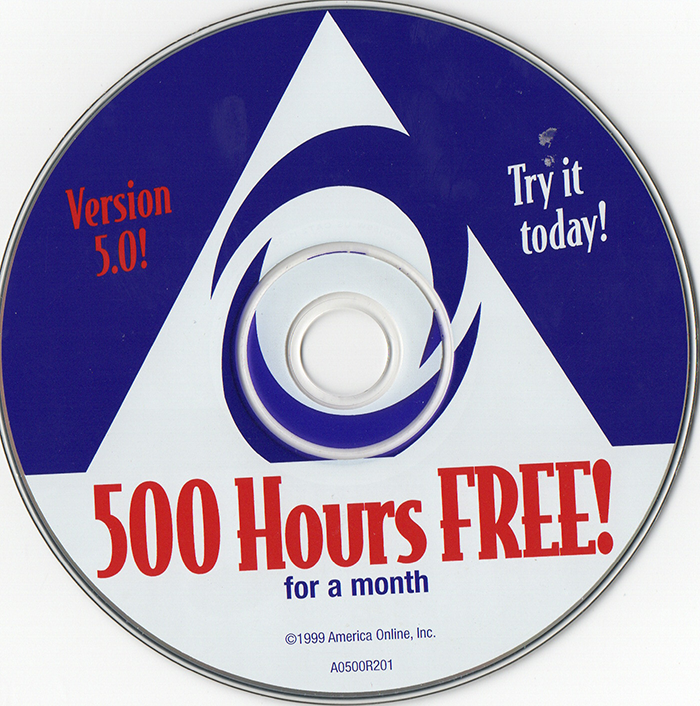 Version
5.0!
Try it
today!
500 Hours FREE!
for a month
©1999 America Online, Inc.
A0500R201